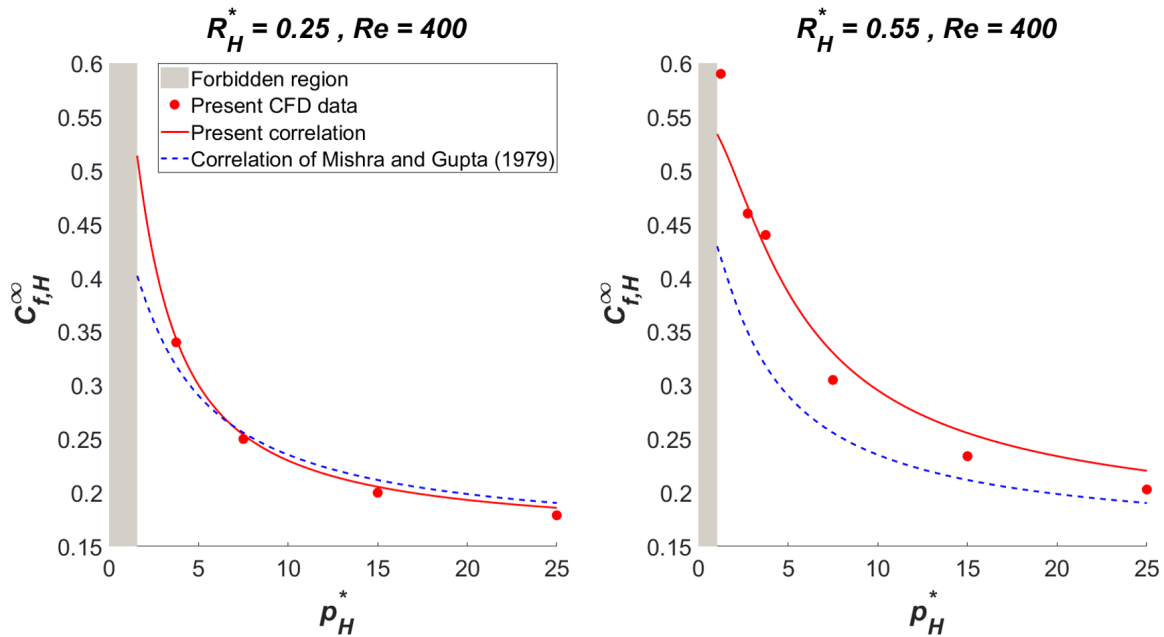 R*H = 0.25 , Re = 400
0.6
0.55
0.5
0.45
0.4
0.35
0.3
0.25
0.2
0.15
C∞f,H
0 5 10 15 20 25
p*H
Forbidden region
Present CFD data
Present correlation
Correlation of Mishra and Gupta (1979)
R*H = 0.55 , Re = 400
0.6
0.55
0.5
0.45
0.4
0.35
0.3
0.25
0.2
0.15
C∞f,H
0 5 10 15 20 25
p*H